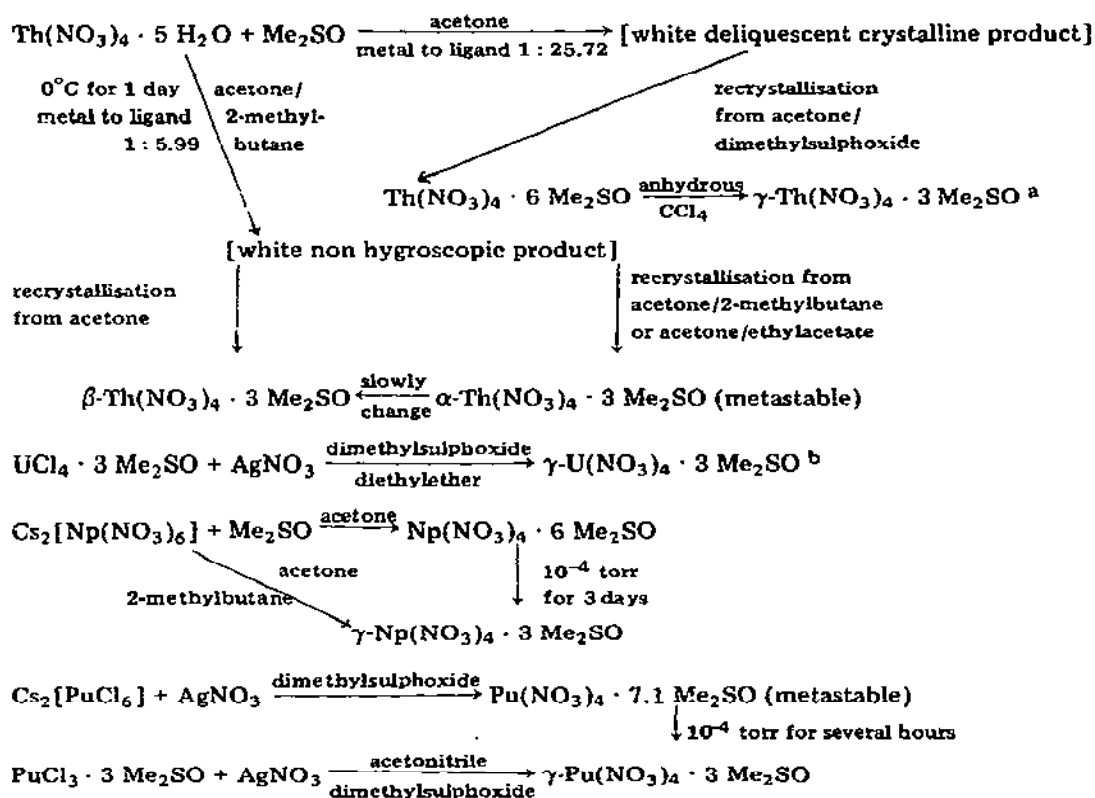 acetone
Th(NO₃)₄ · 5 H₂O + Me₂SO → [white deliquescent crystalline product]
metal to ligand 1 : 25.72
0°C for 1 day acetone/
metal to ligand 2-methyl-
1 : 5.99 butane
recrystallisation
from acetone/
dimethylsulphoxide
anhydrous
Th(NO₃)₄ · 6 Me₂SO → γ-Th(NO₃)₄ · 3 Me₂SO ᵃ
CCl₄
[white non hygroscopic product]
recrystallisation
from acetone
recrystallisation from
acetone/2-methylbutane
or acetone/ethylacetate
slowly
β-Th(NO₃)₄ · 3 Me₂SO ← α-Th(NO₃)₄ · 3 Me₂SO (metastable)
change
dimethylsulphoxide
UCl₄ · 3 Me₂SO + AgNO₃ → γ-U(NO₃)₄ · 3 Me₂SO ᵇ
diethylether
acetone
Cs₂[Np(NO₃)₆] + Me₂SO → Np(NO₃)₄ · 6 Me₂SO
acetone
2-methylbutane
10⁻⁴ torr
for 3 days
γ-Np(NO₃)₄ · 3 Me₂SO
dimethylsulphoxide
Cs₂[PuCl₆] + AgNO₃ → Pu(NO₃)₄ · 7.1 Me₂SO (metastable)
↓ 10⁻⁴ torr for several hours
acetonitrile
PuCl₃ · 3 Me₂SO + AgNO₃ → γ-Pu(NO₃)₄ · 3 Me₂SO
dimethylsulphoxide